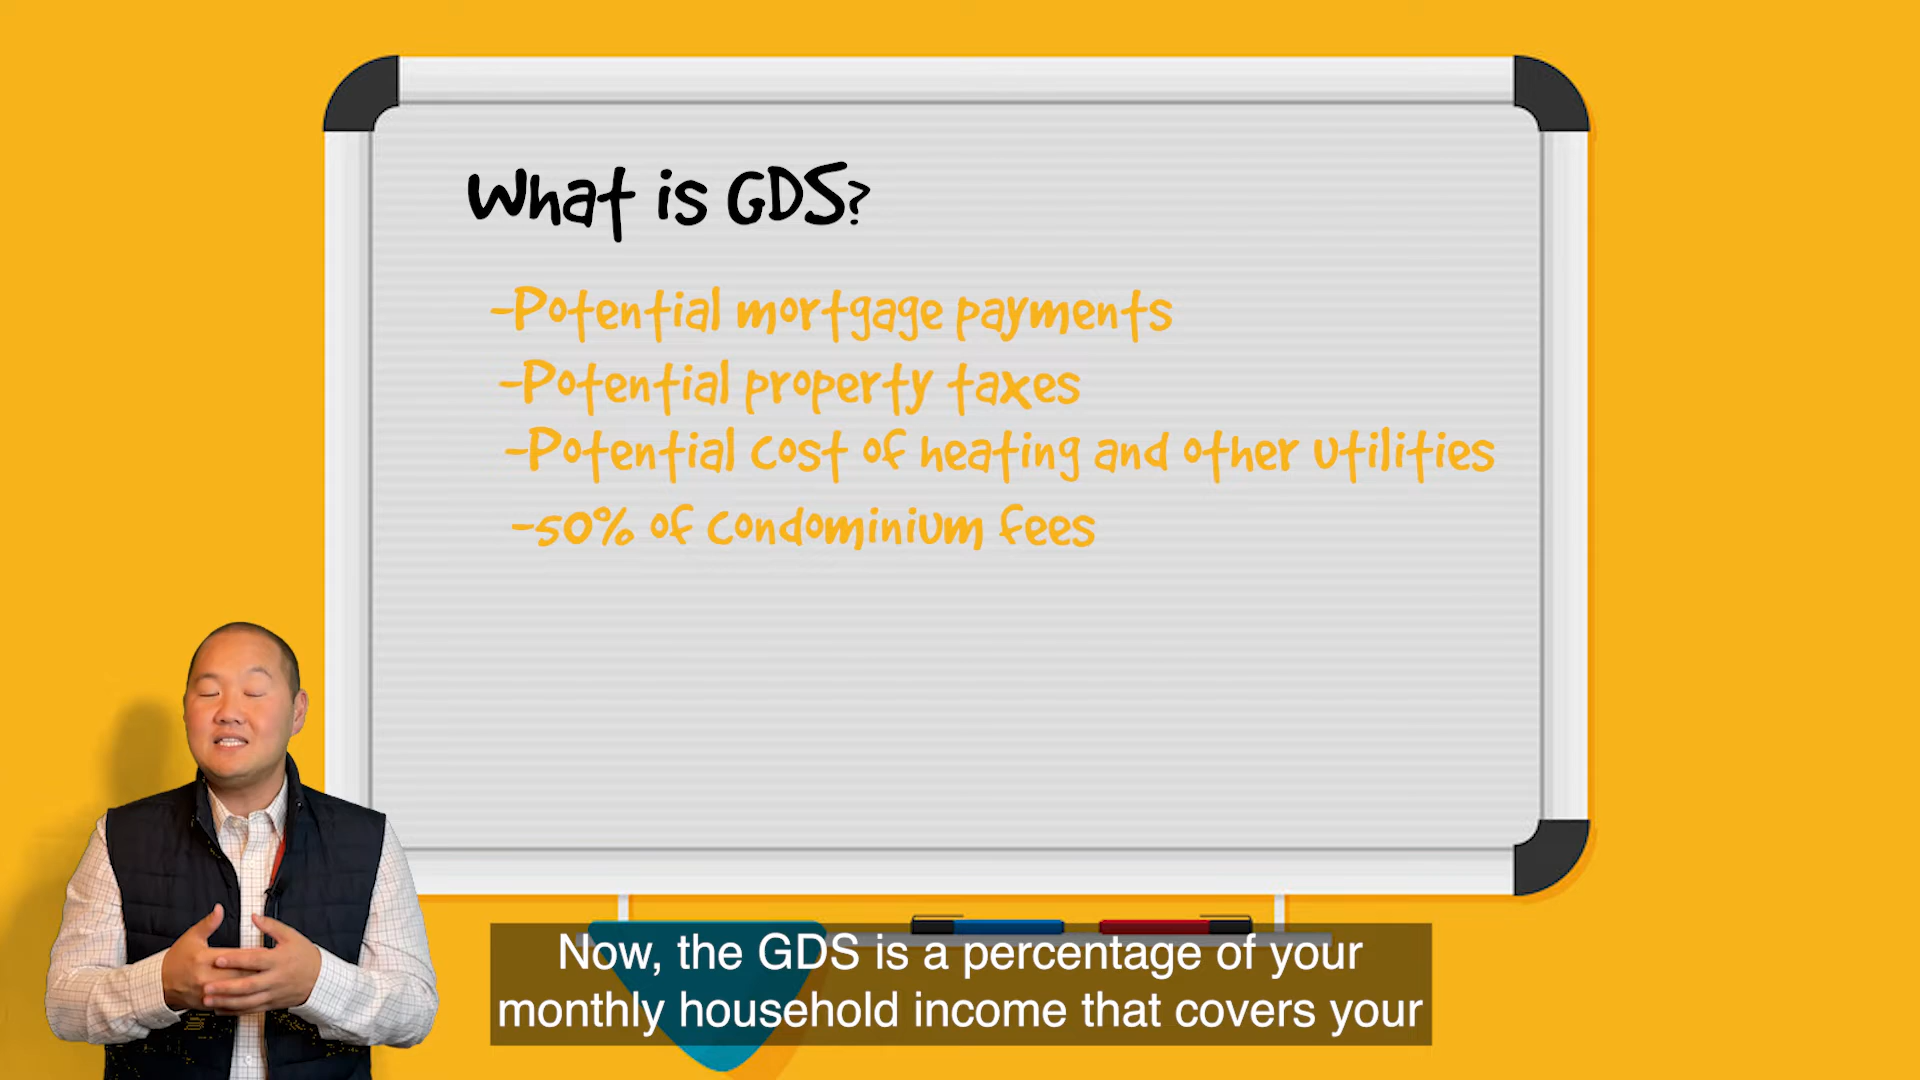 What is GDS?
-Potential mortgage payments
-Potential property taxes
-Potential cost of heating and other utilities
-50% of condominium fees
Now, the GDS is a percentage of your
monthly household income that covers your